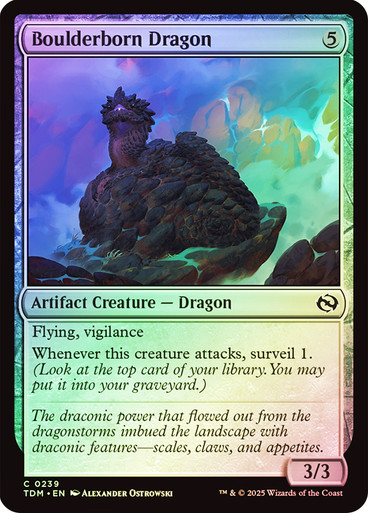 Boulderborn Dragon 5
Artifact Creature — Dragon
Flying, vigilance
Whenever this creature attacks, surveil 1.
(Look at the top card of your library. You may
put it into your graveyard.)
The draconic power that flowed out from the
dragonstorms imbued the landscape with
draconic features—scales, claws, and appetites.
3/3
C 0239
TDM • EN Alexander Ostrowski
™ & © 2025 Wizards of the Coast